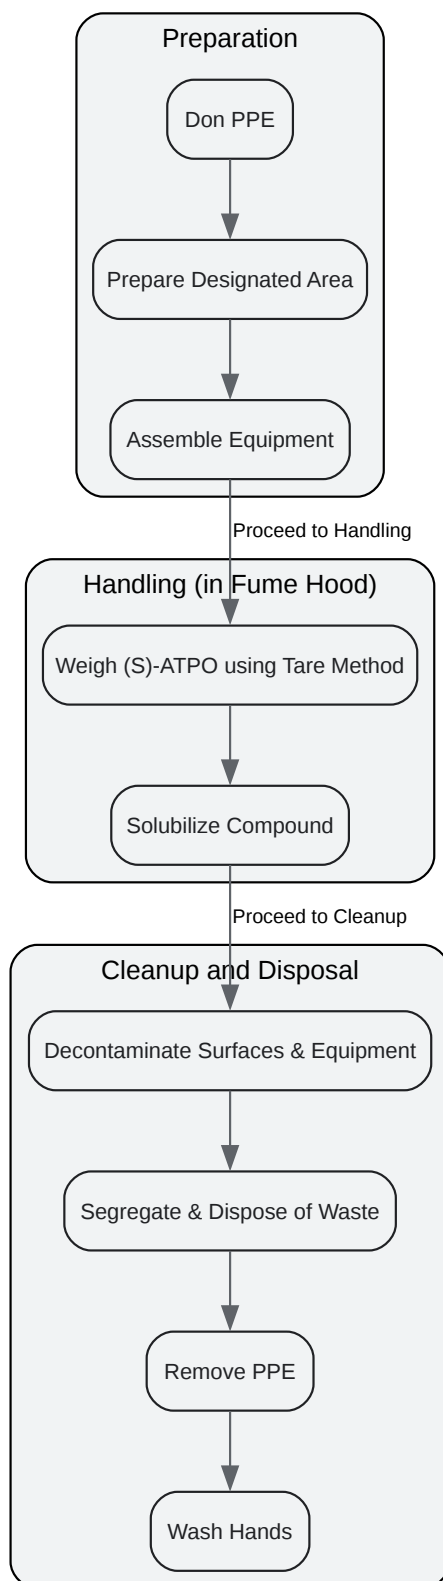 Preparation
Don PPE
Prepare Designated Area
Assemble Equipment
Proceed to Handling
Handling (in Fume Hood)
Weigh (S)-ATPO using Tare Method
Solubilize Compound
Proceed to Cleanup
Cleanup and Disposal
Decontaminate Surfaces & Equipment
Segregate & Dispose of Waste
Remove PPE
Wash Hands